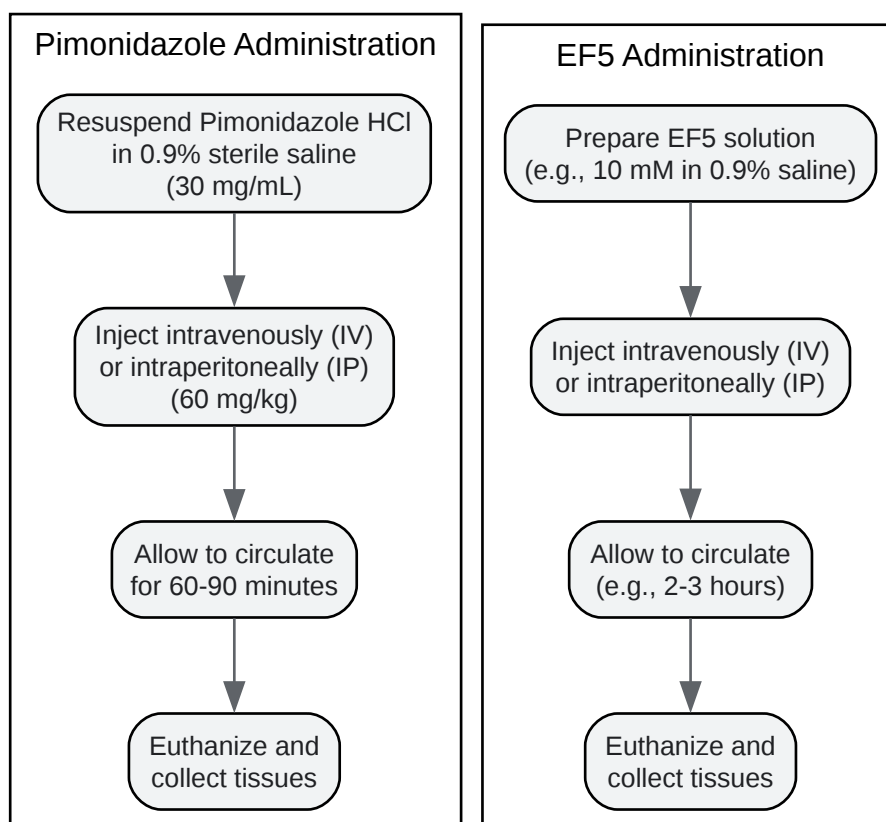 Pimonidazole Administration
Resuspend Pimonidazole HCl
in 0.9% sterile saline
(30 mg/mL)
Inject intravenously (IV)
or intraperitoneally (IP)
(60 mg/kg)
Allow to circulate
for 60-90 minutes
Euthanize and
collect tissues
EF5 Administration
Prepare EF5 solution
(e.g., 10 mM in 0.9% saline)
Inject intravenously (IV)
or intraperitoneally (IP)
Allow to circulate
(e.g., 2-3 hours)
Euthanize and
collect tissues